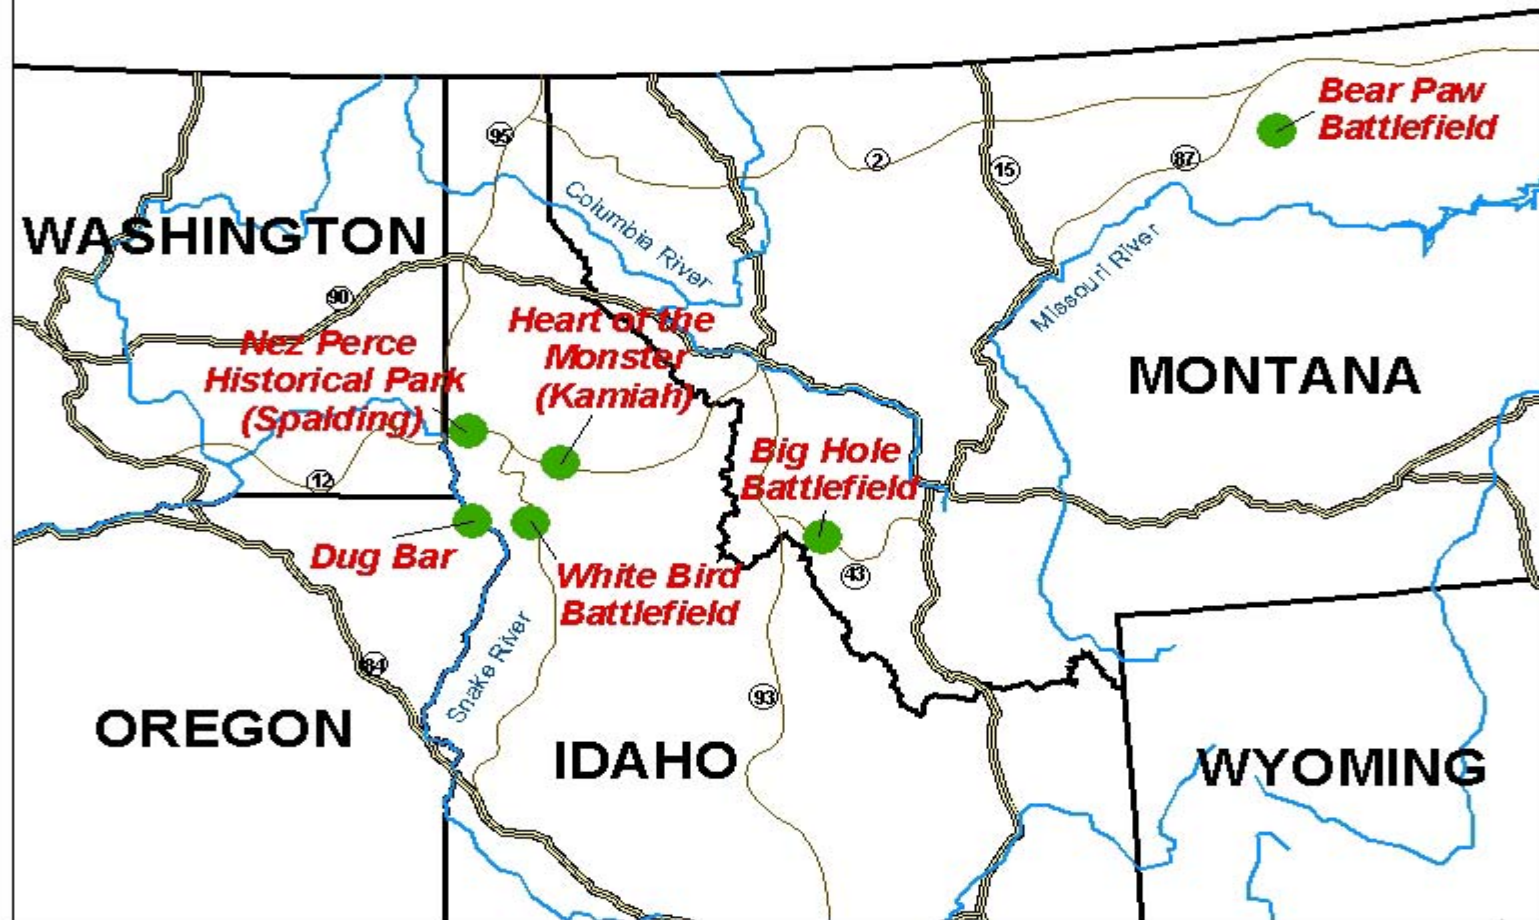 Bear Paw
Battlefield
95
2
15
87
Columbia River
WASHINGTON
Missouri River
90
Nez Perce
Historical Park
(Spalding)
Heart of the
Monster
(Kamiah)
MONTANA
Big Hole
Battlefield
12
Dug Bar
White Bird
Battlefield
43
Snake River
84
93
OREGON
IDAHO
WYOMING